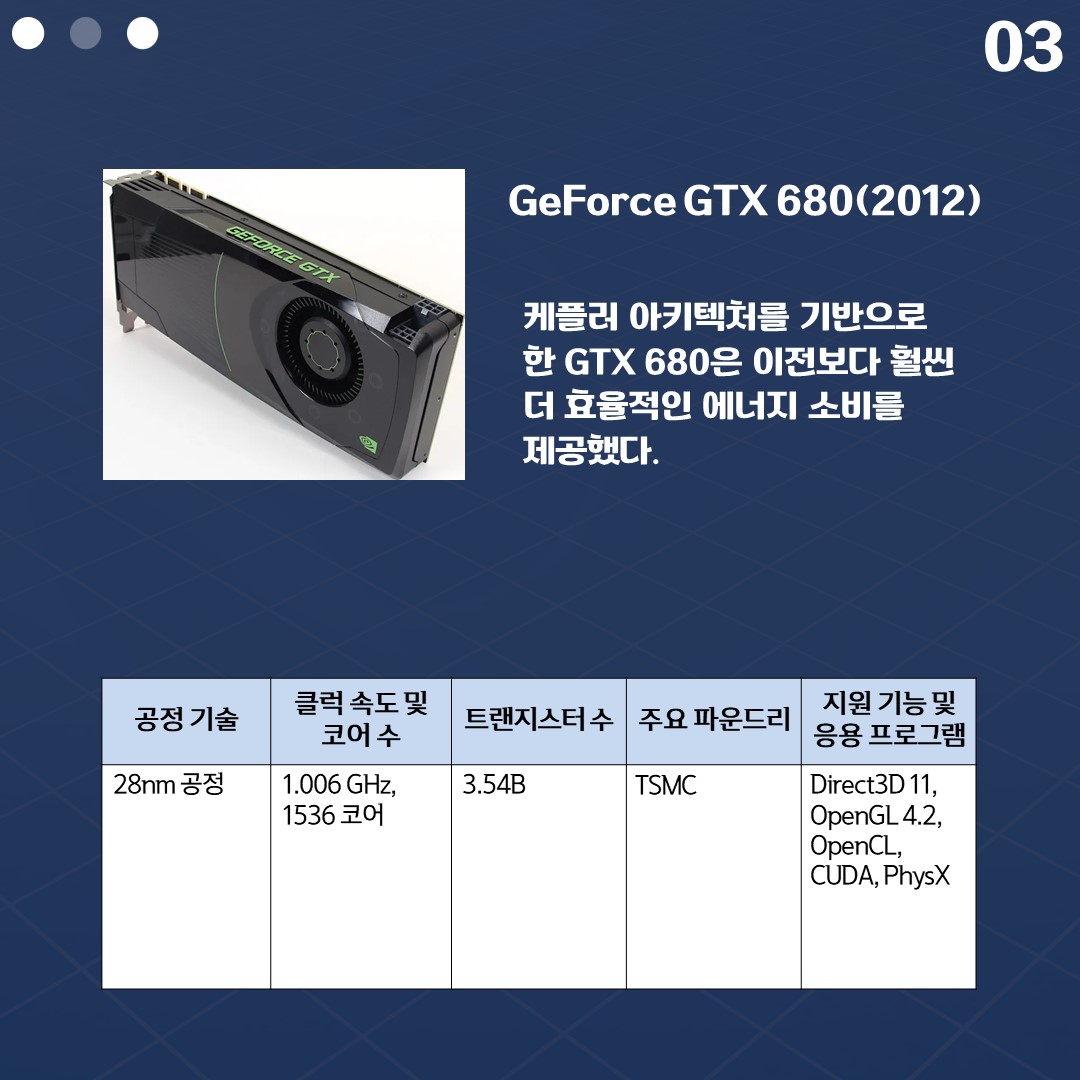 03
GEFORCE GTX
GeForce GTX 680(2012)
케플러 아키텍처를 기반으로
한 GTX 680은 이전보다 훨씬
더 효율적인 에너지 소비를
제공했다.
공정 기술
클럭 속도 및
코어 수
트랜지스터 수
주요 파운드리
지원 기능 및
응용 프로그램
28nm 공정
1.006 GHz,
1536 코어
3.54B
TSMC
Direct3D 11,
OpenGL 4.2,
OpenCL,
CUDA, PhysX